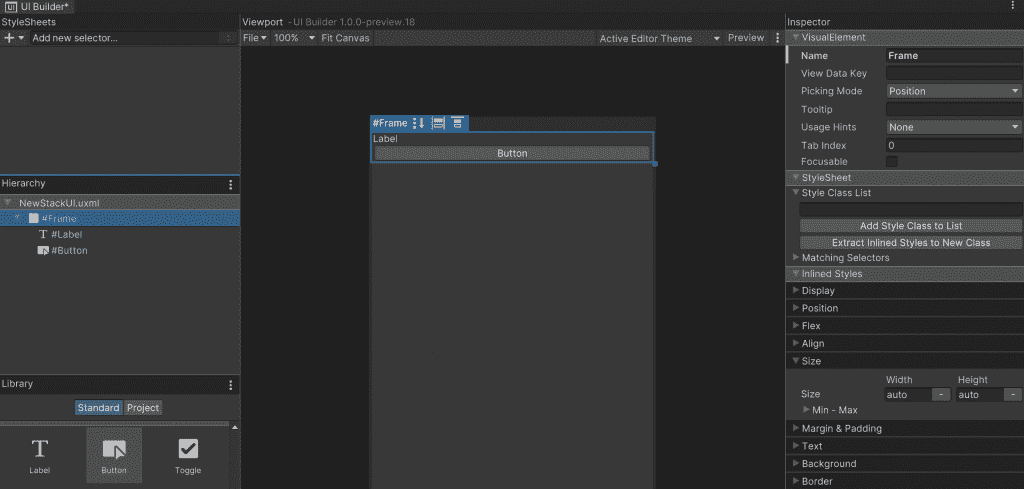 UI Builder*
StyleSheets
Add new selector...
Hierarchy
NewStackUI.uxml
#Frame
#Label
#Button
Library
Standard Project
Label Button Toggle
Viewport - UI Builder 1.0.0-preview.18
File 100% Fit Canvas Active Editor Theme Preview
#Frame
Label
Button
Inspector
VisualElement
Name Frame
View Data Key
Picking Mode Position
Tooltip
Usage Hints None
Tab Index 0
Focusable
StyleSheet
Style Class List
Add Style Class to List
Extract Inlined Styles to New Class
Matching Selectors
Inlined Styles
Display
Position
Flex
Align
Size
Width Height
Size auto - auto -
Min - Max
Margin & Padding
Text
Background
Border